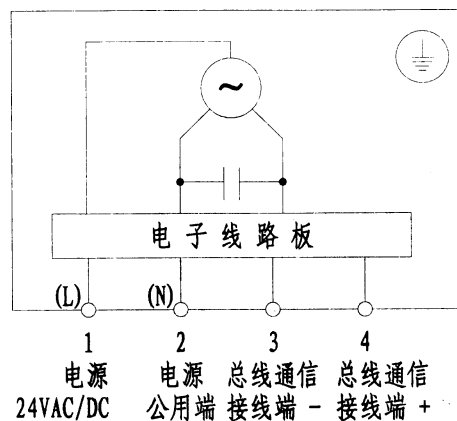 ~
电子线路板
(L) (N)
1 2 3 4
电源 电源 总线通信 总线通信
24VAC/DC 公用端 接线端 - 接线端 +